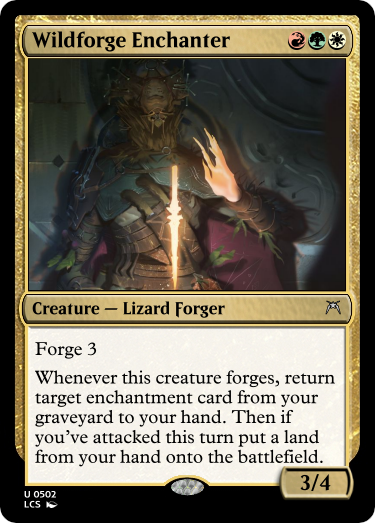 Wildforge Enchanter
Creature — Lizard Forger
Forge 3
Whenever this creature forges, return
target enchantment card from your
graveyard to your hand. Then if
you've attacked this turn put a land
from your hand onto the battlefield.
3/4
U 0502
LCS